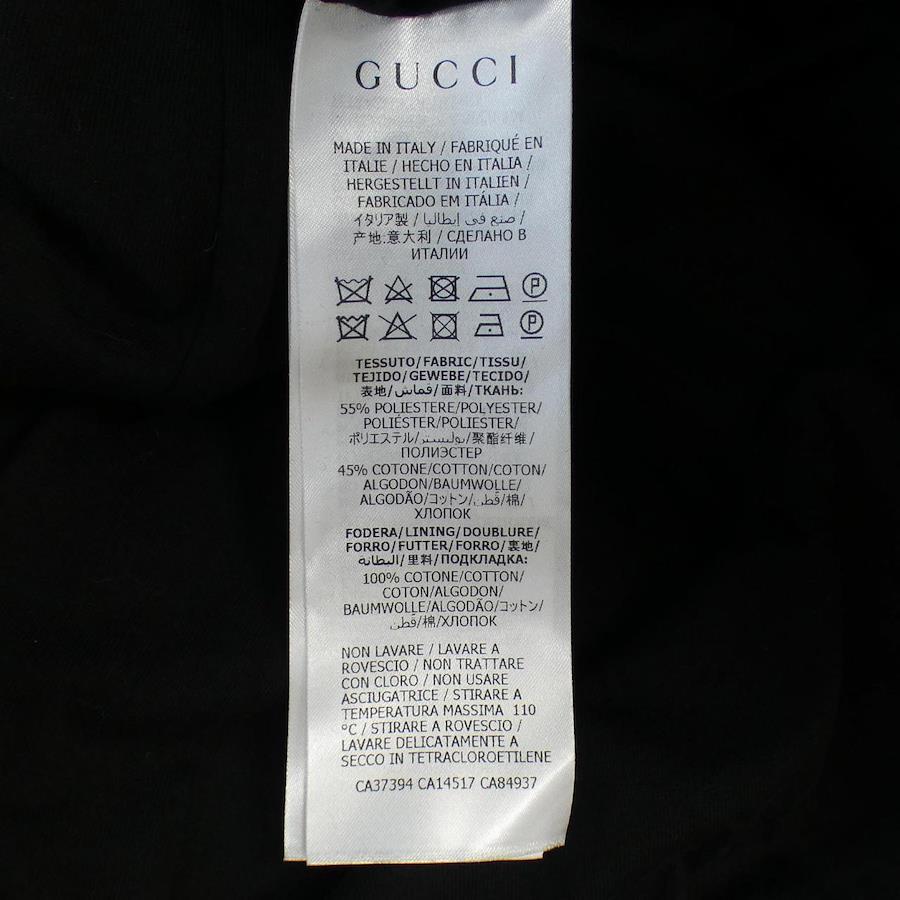 GUCCI
MADE IN ITALY / FABRIQUÉ EN
ITALIE / HECHO EN ITALIA /
HERGESTELLT IN ITALIEN /
FABRICADO EM ITÁLIA /
イタリア製 / صنع في إيطاليا /
产地:意大利 / СДЕЛАНО В
ИТАЛИИ
P
P
TESSUTO/FABRIC/TISSU/
TEJIDO/GEWEBE/TECIDO/
表地/قماش/面料/ТКАНЬ:
55% POLIESTERE/POLYESTER/
POLIÉSTER/POLIESTER/
ポリエステル/بوليستر/聚酯纤维/
ПОЛИЭСТЕР
45% COTONE/COTTON/COTON/
ALGODON/BAUMWOLLE/
ALGODÃO/コットン/قطن/棉/
ХЛОПОК
FODERA/LINING/DOUBLURE/
FORRO/FUTTER/FORRO/裏地/
البطانة/里料/ПОДКЛАДКА:
100% COTONE/COTTON/
COTON/ALGODON/
BAUMWOLLE/ALGODÃO/コットン/
قطن/棉/ХЛОПОК
NON LAVARE / LAVARE A
ROVESCIO / NON TRATTARE
CON CLORO / NON USARE
ASCIUGATRICE / STIRARE A
TEMPERATURA MASSIMA 110
°C / STIRARE A ROVESCIO /
LAVARE DELICATAMENTE A
SECCO IN TETRACLOROETILENE
CA37394 CA14517 CA84937